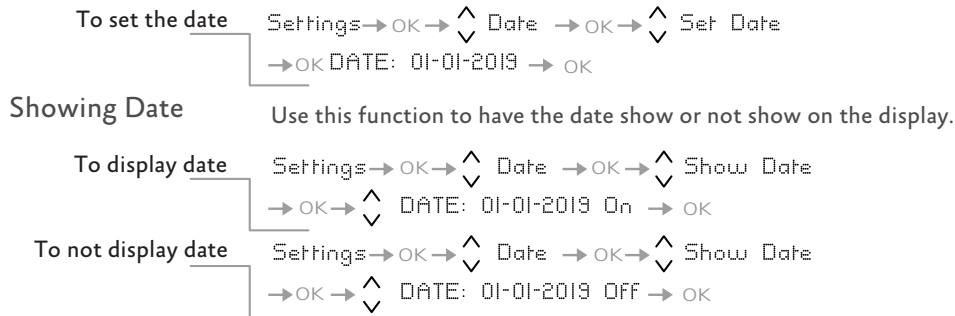 To set the date Settings → OK → Date → OK → Set Date
→ OK DATE: 01-01-2019 → OK
Showing Date Use this function to have the date show or not show on the display.
To display date Settings → OK → Date → OK → Show Date
→ OK → DATE: 01-01-2019 On → OK
To not display date Settings → OK → Date → OK → Show Date
→ OK → DATE: 01-01-2019 Off → OK